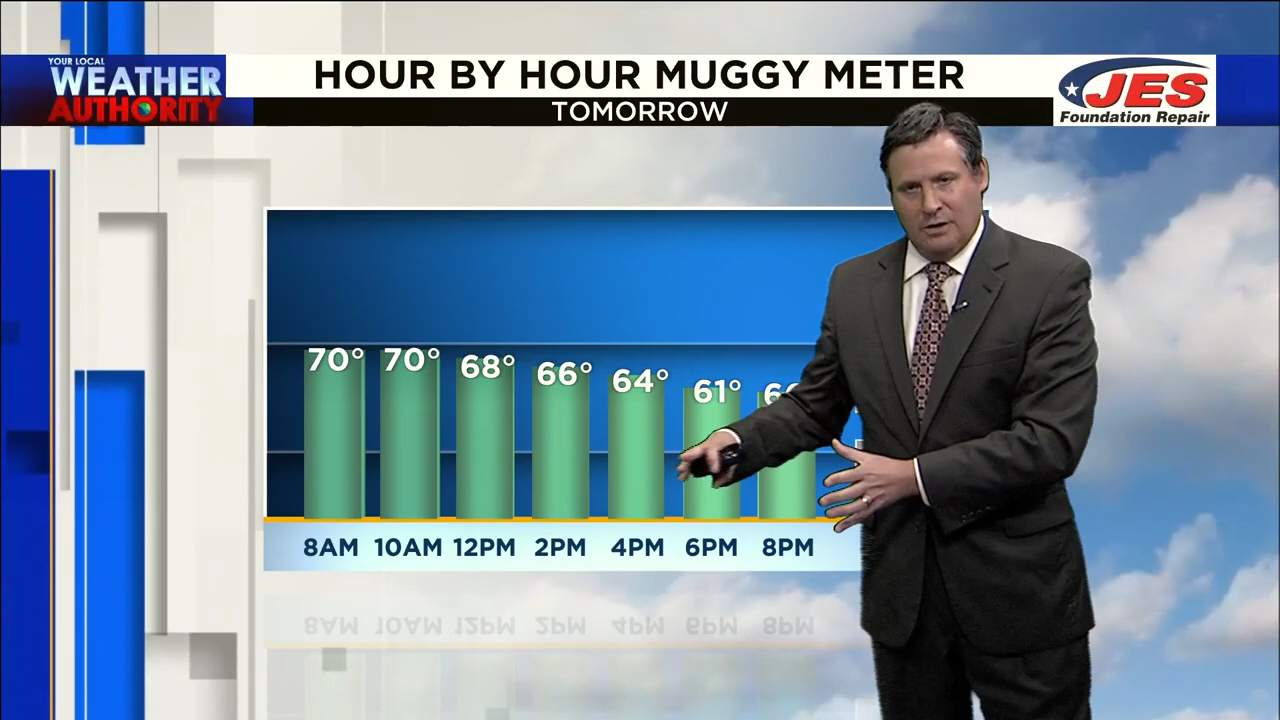 YOUR LOCAL
WEATHER
AUTHORITY
HOUR BY HOUR MUGGY METER
TOMORROW
JES
Foundation Repair
70° 70° 68° 66° 64° 61°
8AM 10AM 12PM 2PM 4PM 6PM 8PM